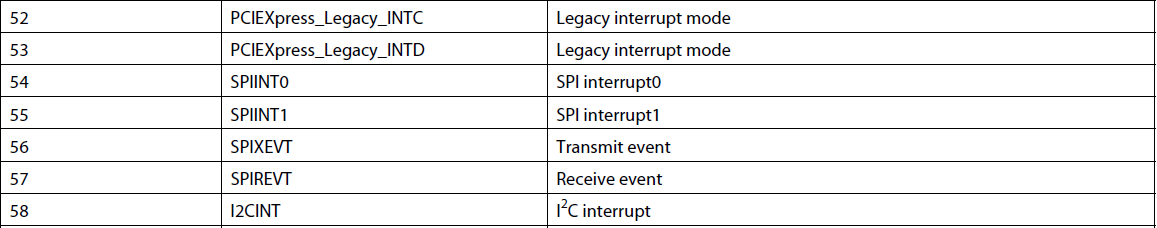 52 PCIEXpress_Legacy_INTC Legacy interrupt mode
53 PCIEXpress_Legacy_INTD Legacy interrupt mode
54 SPIINT0 SPI interrupt0
55 SPIINT1 SPI interrupt1
56 SPIXEVT Transmit event
57 SPIREVT Receive event
58 I2CINT I²C interrupt